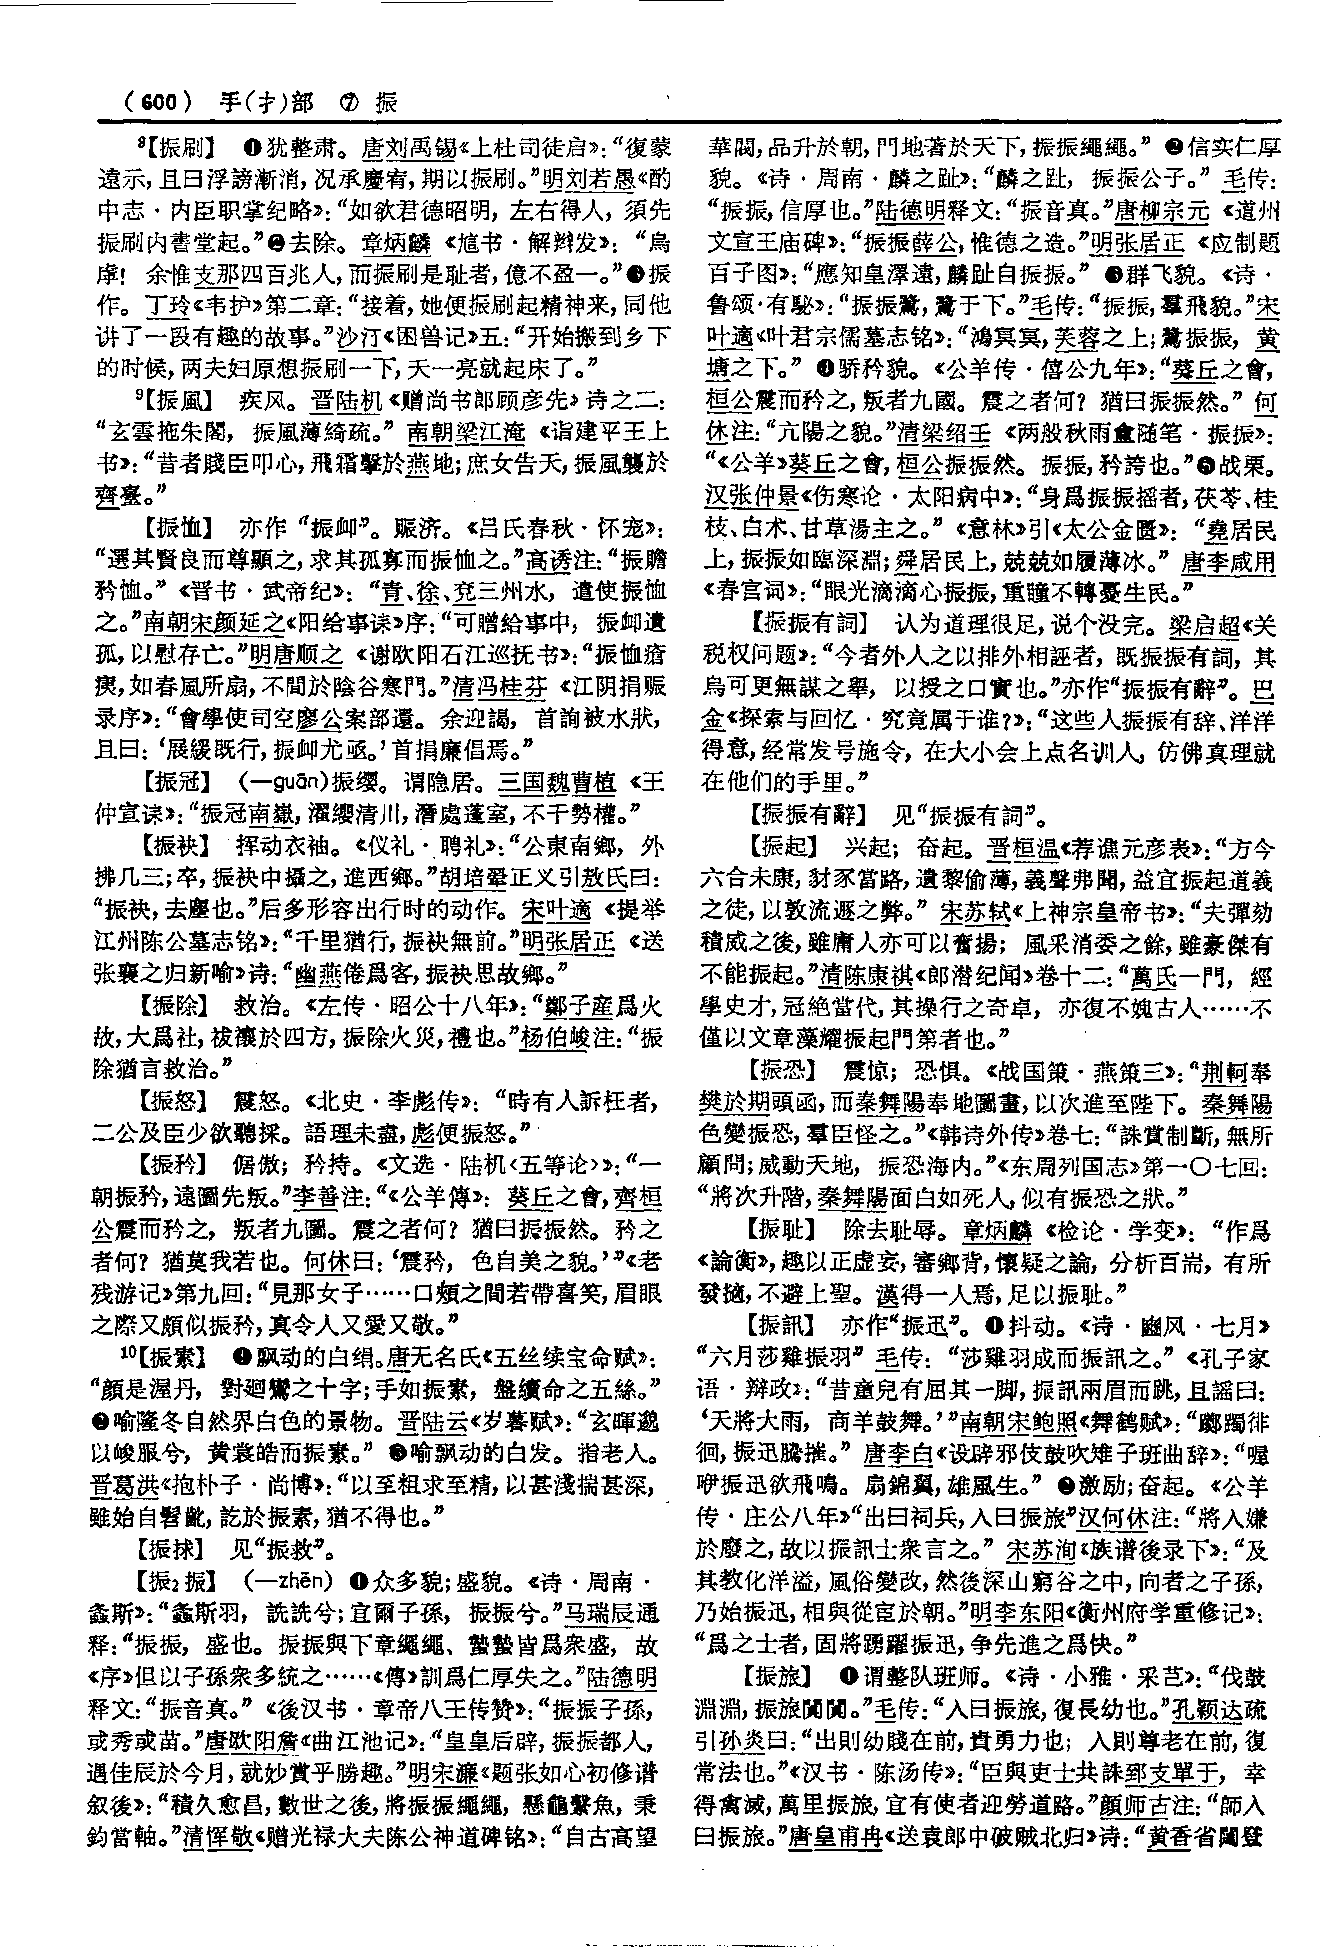 (600) 手(扌)部 ⑦ 振
⁹【振刷】 ❶犹整肃。唐刘禹锡《上杜司徒启》：“復蒙
遠示，且曰浮謗漸消，况承慶宥，期以振刷。”明刘若愚《酌
中志·内臣职掌纪略》：“如欲君德昭明，左右得人，須先
振刷内書堂起。”❷去除。章炳麟《訄书·解辫发》：“烏
虖！余惟支那四百兆人，而振刷是耻者，億不盈一。”❸振
作。丁玲《韦护》第二章：“接着，她便振刷起精神来，同他
讲了一段有趣的故事。”沙汀《困兽记》五：“开始搬到乡下
的时候，两夫妇原想振刷一下，天一亮就起床了。”
⁹【振風】 疾风。晋陆机《赠尚书郎顾彦先》诗之二：
“玄雲拖朱閣，振風薄綺疏。”南朝梁江淹《诣建平王上
书》：“昔者賤臣叩心，飛霜擊於燕地；庶女告天，振風襲於
齊臺。”
【振恤】 亦作“振卹”。赈济。《吕氏春秋·怀宠》：
“選其賢良而尊顯之，求其孤寡而振恤之。”高诱注：“振贍
矜恤。”《晋书·武帝纪》：“青、徐、兗三州水，遣使振恤
之。”南朝宋颜延之《阳给事诔》序：“可贈給事中，振卹遺
孤，以慰存亡。”明唐顺之《谢欧阳石江巡抚书》：“振恤瘡
痍，如春風所扇，不間於陰谷寒門。”清冯桂芬《江阴捐赈
录序》：“會學使司空廖公案部還。余迎謁，首詢被水狀，
且曰：‘展緩既行，振卹尤亟。’首捐廉倡焉。”
【振冠】 (—guān)振缨。谓隐居。三国魏曹植《王
仲宣诔》：“振冠南嶽，濯纓清川，潛處蓬室，不干勢權。”
【振袂】 挥动衣袖。《仪礼·聘礼》：“公東南鄉，外
拂几三；卒，振袂中攝之，進西鄉。”胡培翬正义引敖氏曰：
“振袂，去塵也。”后多形容出行时的动作。宋叶適《提举
江州陈公墓志铭》：“千里猶行，振袂無前。”明张居正《送
张襄之归新喻》诗：“幽燕倦爲客，振袂思故鄉。”
【振除】 救治。《左传·昭公十八年》：“鄭子産爲火
故，大爲社，祓禳於四方，振除火災，禮也。”杨伯峻注：“振
除猶言救治。”
【振怒】 震怒。《北史·李彪传》：“時有人訴枉者，
二公及臣少欲聽採。語理未盡，彪便振怒。”
【振矜】 倨傲；矜持。《文选·陆机〈五等论〉》：“一
朝振矜，遠圖先叛。”李善注：“《公羊傳》：葵丘之會，齊桓
公震而矜之，叛者九國。震之者何？猶曰振振然。矜之
者何？猶莫我若也。何休曰：‘震矜，色自美之貌。’”《老
残游记》第九回：“見那女子……口頰之間若帶喜笑，眉眼
之際又頗似振矜，真令人又愛又敬。”
¹⁰【振素】 ❶飘动的白绢。唐无名氏《五丝续宝命赋》：
“顔是渥丹，對廻鸞之十字；手如振素，盤續命之五絲。”
❷喻隆冬自然界白色的景物。晋陆云《岁暮赋》：“玄暉邈
以峻服兮，黄裳皓而振素。”❸喻飘动的白发。指老人。
晋葛洪《抱朴子·尚博》：“以至粗求至精，以甚淺揣甚深，
雖始自髫齔，訖於振素，猶不得也。”
【振捄】 见“振救”。
【振₂振】 (—zhēn) ❶众多貌；盛貌。《诗·周南·
螽斯》：“螽斯羽，詵詵兮；宜爾子孫，振振兮。”马瑞辰通
释：“振振，盛也。振振與下章繩繩、蟄蟄皆爲衆盛，故
《序》但以子孫衆多統之……《傳》訓爲仁厚失之。”陆德明
释文：“振音真。”《後汉书·章帝八王传赞》：“振振子孫，
或秀或苗。”唐欧阳詹《曲江池记》：“皇皇后辟，振振都人，
遇佳辰於今月，就妙賞乎勝趣。”明宋濂《题张如心初修谱
叙後》：“積久愈昌，數世之後，將振振繩繩，懸龜繫魚，秉
鈞當軸。”清恽敬《赠光禄大夫陈公神道碑铭》：“自古高望
華閥，品升於朝，門地著於天下，振振繩繩。”❷信实仁厚
貌。《诗·周南·麟之趾》：“麟之趾，振振公子。”毛传：
“振振，信厚也。”陆德明释文：“振音真。”唐柳宗元《道州
文宣王庙碑》：“振振薛公，惟德之造。”明张居正《应制题
百子图》：“應知皇澤遠，麟趾自振振。”❸群飞貌。《诗·
鲁颂·有駜》：“振振鷺，鷺于下。”毛传：“振振，羣飛貌。”宋
叶適《叶君宗儒墓志铭》：“鴻冥冥，芙蓉之上；鷺振振，黄
塘之下。”❹骄矜貌。《公羊传·僖公九年》：“葵丘之會，
桓公震而矜之，叛者九國。震之者何？猶曰振振然。”何
休注：“亢陽之貌。”清梁绍壬《两般秋雨盦随笔·振振》：
“《公羊》葵丘之會，桓公振振然。振振，矜誇也。”❺战栗。
汉张仲景《伤寒论·太阳病中》：“身爲振振摇者，茯苓、桂
枝、白术、甘草湯主之。”《意林》引《太公金匮》：“堯居民
上，振振如臨深淵；舜居民上，兢兢如履薄冰。”唐李咸用
《春宫词》：“眼光滴滴心振振，重瞳不轉憂生民。”
【振振有詞】 认为道理很足，说个没完。梁启超《关
税权问题》：“今者外人之以排外相誣者，既振振有詞，其
烏可更無謀之舉，以授之口實也。”亦作“振振有辭”。巴
金《探索与回忆·究竟属于谁？》：“这些人振振有辞、洋洋
得意，经常发号施令，在大小会上点名训人，仿佛真理就
在他们的手里。”
【振振有辭】 见“振振有詞”。
【振起】 兴起；奋起。晋桓温《荐谯元彦表》：“方今
六合未康，豺豕當路，遺黎偷薄，義聲弗聞，益宜振起道義
之徒，以敦流遯之弊。”宋苏轼《上神宗皇帝书》：“夫彈劾
積威之後，雖庸人亦可以奮揚；風采消委之餘，雖豪傑有
不能振起。”清陈康祺《郎潜纪闻》卷十二：“萬氏一門，經
學史才，冠絶當代，其操行之奇卓，亦復不媿古人……不
僅以文章藻耀振起門第者也。”
【振恐】 震惊；恐惧。《战国策·燕策三》：“荆軻奉
樊於期頭函，而秦舞陽奉地圖匣，以次進至陛下。秦舞陽
色變振恐，羣臣怪之。”《韩诗外传》卷七：“誅賞制斷，無所
顧問；威動天地，振恐海内。”《东周列国志》第一〇七回：
“將次升階，秦舞陽面白如死人，似有振恐之狀。”
【振耻】 除去耻辱。章炳麟《检论·学变》：“作爲
《論衡》，趣以正虚妄，審鄉背，懷疑之論，分析百耑，有所
發擿，不避上聖。漢得一人焉，足以振耻。”
【振訊】 亦作“振迅”。❶抖动。《诗·豳风·七月》
“六月莎雞振羽”毛传：“莎雞羽成而振訊之。”《孔子家
语·辩政》：“昔童兒有屈其一脚，振訊兩眉而跳，且謡曰：
‘天將大雨，商羊鼓舞。’”南朝宋鲍照《舞鹤赋》：“躑躅徘
徊，振迅騰摧。”唐李白《设辟邪伎鼓吹雉子班曲辞》：“喔
咿振迅欲飛鳴。扇錦翼，雄風生。”❷激励；奋起。《公羊
传·庄公八年》“出曰祠兵，入曰振旅”汉何休注：“將入嫌
於廢之，故以振訊士衆言之。”宋苏洵《族谱後录下》：“及
其教化洋溢，風俗變改，然後深山窮谷之中，向者之子孫，
乃始振迅，相與從宦於朝。”明李东阳《衡州府学重修记》：
“爲之士者，固將踴躍振迅，争先進之爲快。”
【振旅】 ❶谓整队班师。《诗·小雅·采芑》：“伐鼓
淵淵，振旅闐闐。”毛传：“入曰振旅，復長幼也。”孔颖达疏
引孙炎曰：“出則幼賤在前，貴勇力也；入則尊老在前，復
常法也。”《汉书·陈汤传》：“臣與吏士共誅郅支單于，幸
得禽滅，萬里振旅，宜有使者迎勞道路。”颜师古注：“師入
曰振旅。”唐皇甫冉《送袁郎中破贼北归》诗：“黄香省闥登